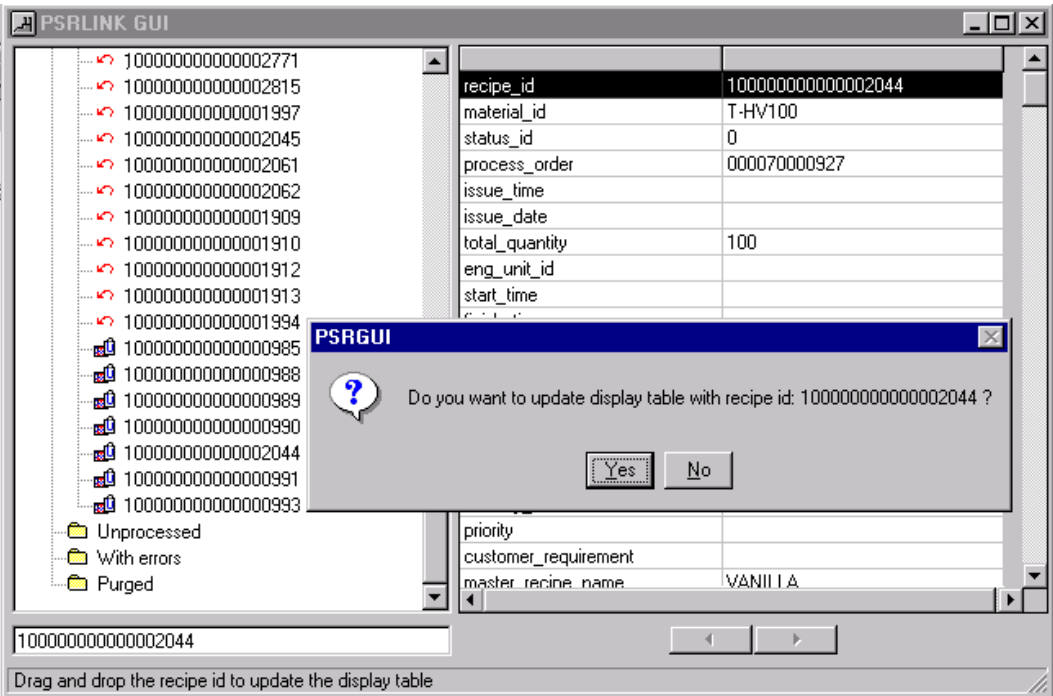 PSRLINK GUI
100000000000002771
100000000000002815
100000000000001997
100000000000002045
100000000000002061
100000000000002062
100000000000001909
100000000000001910
100000000000001912
100000000000001913
100000000000001994
100000000000000985
100000000000000988
100000000000000989
100000000000000990
100000000000002044
100000000000000991
100000000000000993
Unprocessed
With errors
Purged
recipe_id 100000000000002044
material_id T-HV100
status_id 0
process_order 000070000927
issue_time
issue_date
total_quantity 100
eng_unit_id
start_time
PSRGUI
Do you want to update display table with recipe id: 100000000000002044 ?
Yes No
priority
customer_requirement
master_recipe_name VANILLA
100000000000002044
Drag and drop the recipe id to update the display table